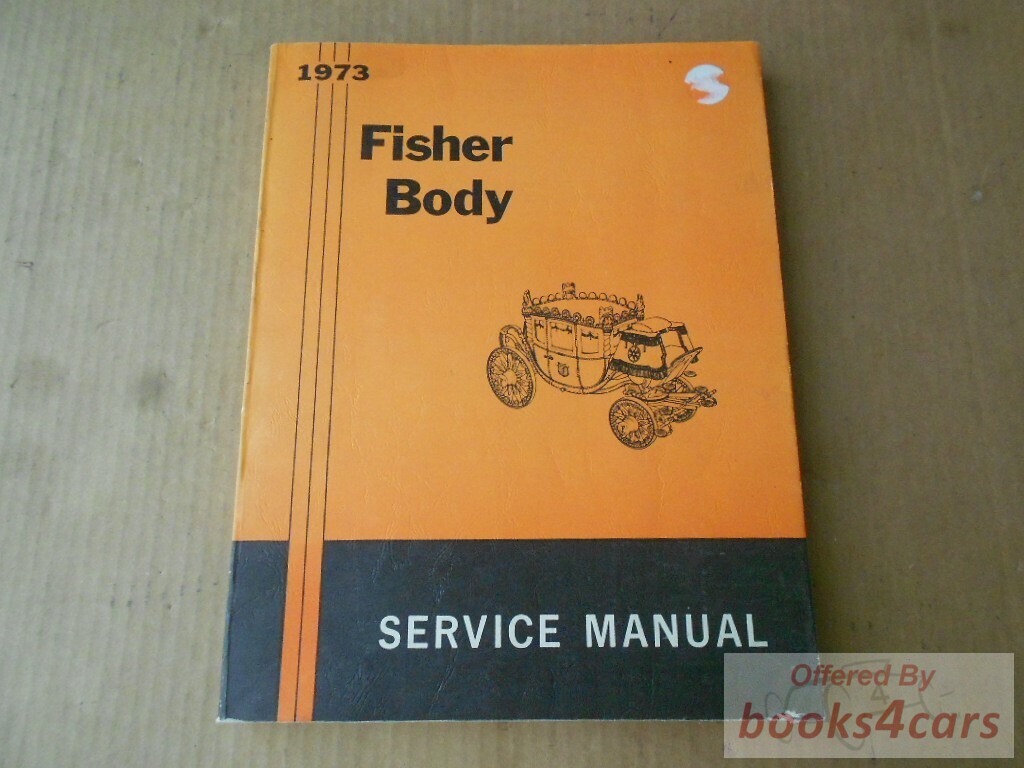 1973
Fisher
Body
SERVICE MANUAL
Offered By
books4cars